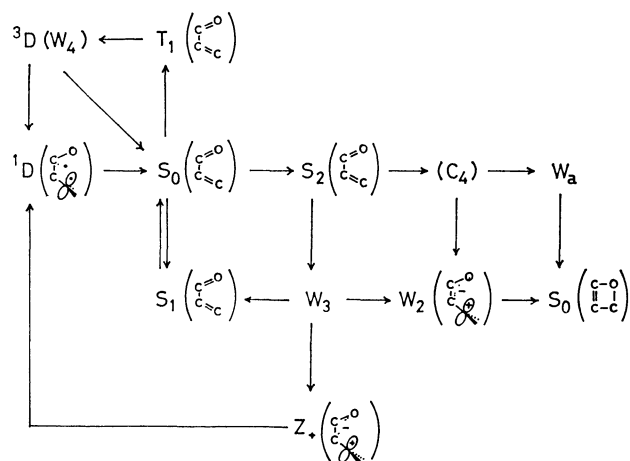 ³D (W₄) T₁ ( C O C C )
¹D ( C O C ) S₀ ( C O C C ) S₂ ( C O C C ) (C₄) Wₐ
S₁ ( C O C C ) W₃ W₂ ( C O C − + ) S₀ ( C O C C )
Z₊ ( C O C − + )